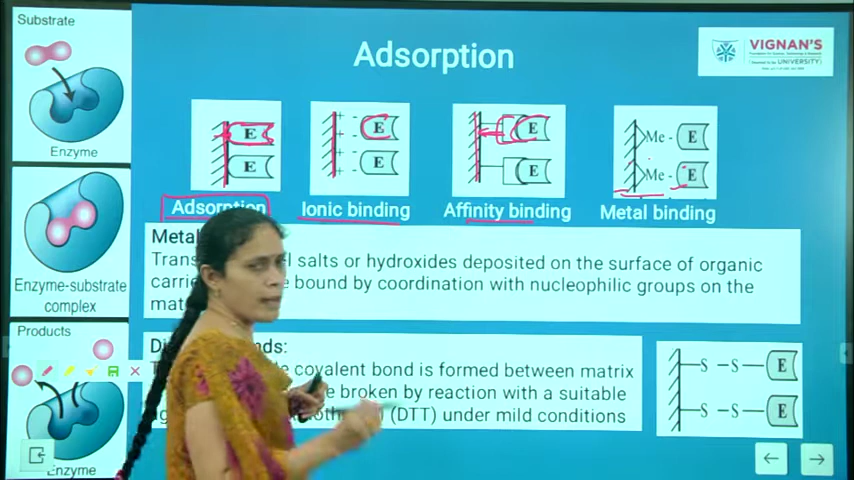 Substrate
Enzyme
Enzyme-substrate
complex
Products
Enzyme
Adsorption
VIGNAN'S
UNIVERSITY
E
E
Adsorption
+ -
+ -
+ -
+ -
E
E
Ionic binding
E
E
Affinity binding
Me - E
Me - E
Metal binding
Metal
salts or hydroxides deposited on the surface of organic
bound by coordination with nucleophilic groups on the
covalent bond is formed between matrix
broken by reaction with a suitable
(DTT) under mild conditions
S - S - E
S - S - E